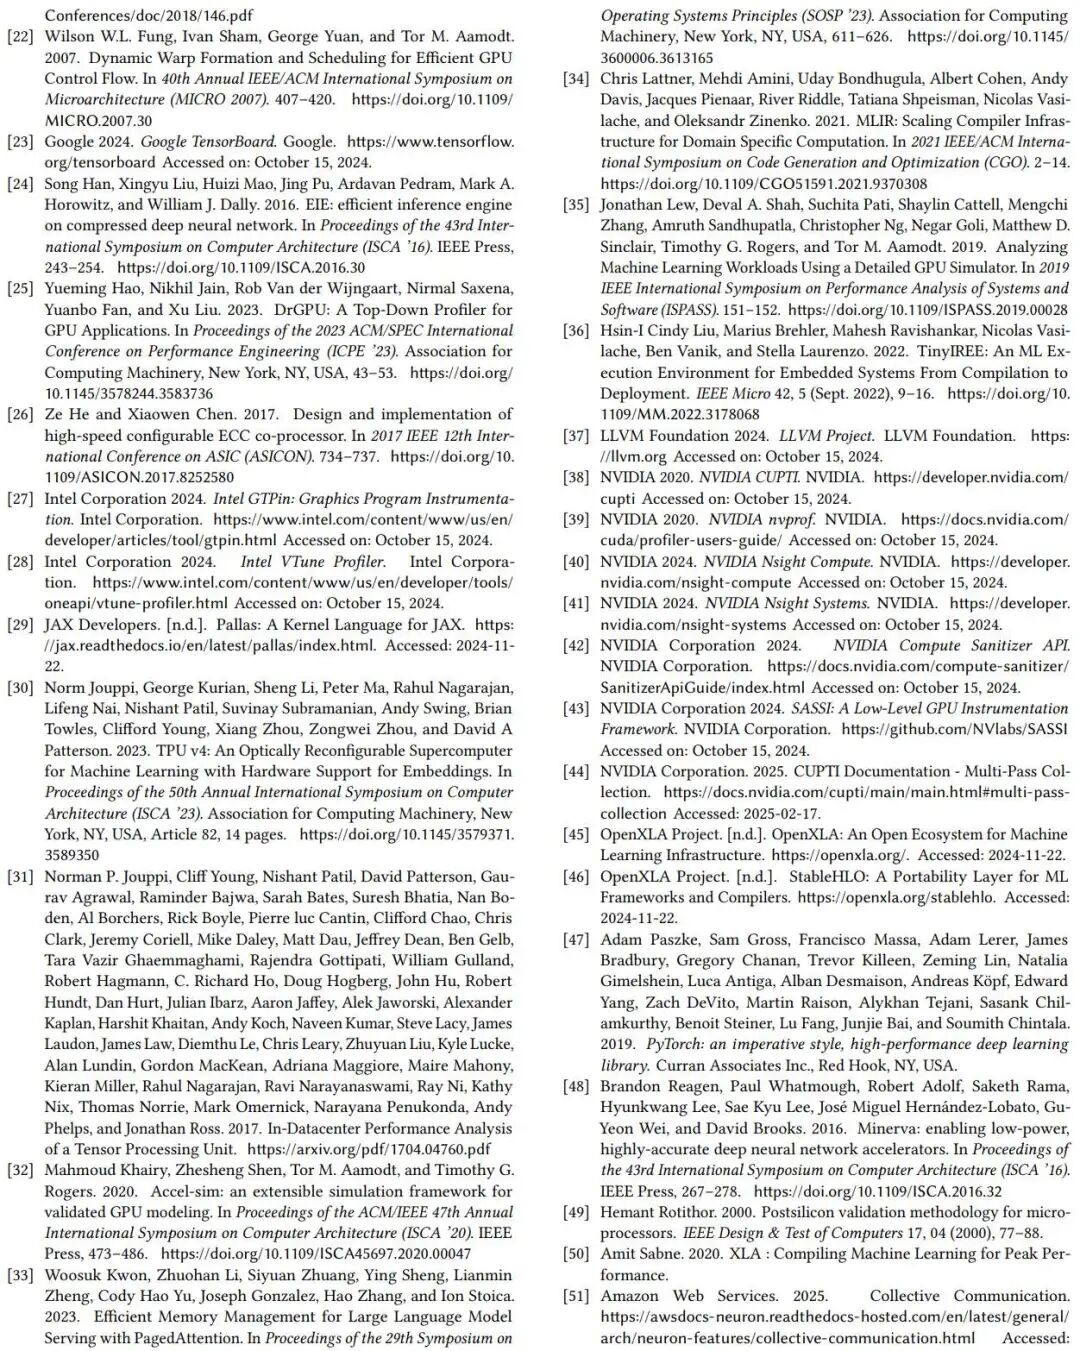 Conferences/doc/2018/146.pdf
[22] Wilson W.L. Fung, Ivan Sham, George Yuan, and Tor M. Aamodt.
2007. Dynamic Warp Formation and Scheduling for Efficient GPU
Control Flow. In 40th Annual IEEE/ACM International Symposium on
Microarchitecture (MICRO 2007). 407–420. https://doi.org/10.1109/
MICRO.2007.30
[23] Google 2024. Google TensorBoard. Google. https://www.tensorflow.
org/tensorboard Accessed on: October 15, 2024.
[24] Song Han, Xingyu Liu, Huizi Mao, Jing Pu, Ardavan Pedram, Mark A.
Horowitz, and William J. Dally. 2016. EIE: efficient inference engine
on compressed deep neural network. In Proceedings of the 43rd Inter-
national Symposium on Computer Architecture (ISCA '16). IEEE Press,
243–254. https://doi.org/10.1109/ISCA.2016.30
[25] Yueming Hao, Nikhil Jain, Rob Van der Wijngaart, Nirmal Saxena,
Yuanbo Fan, and Xu Liu. 2023. DrGPU: A Top-Down Profiler for
GPU Applications. In Proceedings of the 2023 ACM/SPEC International
Conference on Performance Engineering (ICPE '23). Association for
Computing Machinery, New York, NY, USA, 43–53. https://doi.org/
10.1145/3578244.3583736
[26] Ze He and Xiaowen Chen. 2017. Design and implementation of
high-speed configurable ECC co-processor. In 2017 IEEE 12th Inter-
national Conference on ASIC (ASICON). 734–737. https://doi.org/10.
1109/ASICON.2017.8252580
[27] Intel Corporation 2024. Intel GTPin: Graphics Program Instrumenta-
tion. Intel Corporation. https://www.intel.com/content/www/us/en/
developer/articles/tool/gtpin.html Accessed on: October 15, 2024.
[28] Intel Corporation 2024. Intel VTune Profiler. Intel Corpora-
tion. https://www.intel.com/content/www/us/en/developer/tools/
oneapi/vtune-profiler.html Accessed on: October 15, 2024.
[29] JAX Developers. [n.d.]. Pallas: A Kernel Language for JAX. https:
//jax.readthedocs.io/en/latest/pallas/index.html. Accessed: 2024-11-
22.
[30] Norm Jouppi, George Kurian, Sheng Li, Peter Ma, Rahul Nagarajan,
Lifeng Nai, Nishant Patil, Suvinay Subramanian, Andy Swing, Brian
Towles, Clifford Young, Xiang Zhou, Zongwei Zhou, and David A
Patterson. 2023. TPU v4: An Optically Reconfigurable Supercomputer
for Machine Learning with Hardware Support for Embeddings. In
Proceedings of the 50th Annual International Symposium on Computer
Architecture (ISCA '23). Association for Computing Machinery, New
York, NY, USA, Article 82, 14 pages. https://doi.org/10.1145/3579371.
3589350
[31] Norman P. Jouppi, Cliff Young, Nishant Patil, David Patterson, Gau-
rav Agrawal, Raminder Bajwa, Sarah Bates, Suresh Bhatia, Nan Bo-
den, Al Borchers, Rick Boyle, Pierre luc Cantin, Clifford Chao, Chris
Clark, Jeremy Coriell, Mike Daley, Matt Dau, Jeffrey Dean, Ben Gelb,
Tara Vazir Ghaemmaghami, Rajendra Gottipati, William Gulland,
Robert Hagmann, C. Richard Ho, Doug Hogberg, John Hu, Robert
Hundt, Dan Hurt, Julian Ibarz, Aaron Jaffey, Alek Jaworski, Alexander
Kaplan, Harshit Khaitan, Andy Koch, Naveen Kumar, Steve Lacy, James
Laudon, James Law, Diemthu Le, Chris Leary, Zhuyuan Liu, Kyle Lucke,
Alan Lundin, Gordon MacKean, Adriana Maggiore, Maire Mahony,
Kieran Miller, Rahul Nagarajan, Ravi Narayanaswami, Ray Ni, Kathy
Nix, Thomas Norrie, Mark Omernick, Narayana Penukonda, Andy
Phelps, and Jonathan Ross. 2017. In-Datacenter Performance Analysis
of a Tensor Processing Unit. https://arxiv.org/pdf/1704.04760.pdf
[32] Mahmoud Khairy, Zhesheng Shen, Tor M. Aamodt, and Timothy G.
Rogers. 2020. Accel-sim: an extensible simulation framework for
validated GPU modeling. In Proceedings of the ACM/IEEE 47th Annual
International Symposium on Computer Architecture (ISCA '20). IEEE
Press, 473–486. https://doi.org/10.1109/ISCA45697.2020.00047
[33] Woosuk Kwon, Zhuohan Li, Siyuan Zhuang, Ying Sheng, Lianmin
Zheng, Cody Hao Yu, Joseph Gonzalez, Hao Zhang, and Ion Stoica.
2023. Efficient Memory Management for Large Language Model
Serving with PagedAttention. In Proceedings of the 29th Symposium on
Operating Systems Principles (SOSP '23). Association for Computing
Machinery, New York, NY, USA, 611–626. https://doi.org/10.1145/
3600006.3613165
[34] Chris Lattner, Mehdi Amini, Uday Bondhugula, Albert Cohen, Andy
Davis, Jacques Pienaar, River Riddle, Tatiana Shpeisman, Nicolas Vasi-
lache, and Oleksandr Zinenko. 2021. MLIR: Scaling Compiler Infras-
tructure for Domain Specific Computation. In 2021 IEEE/ACM Interna-
tional Symposium on Code Generation and Optimization (CGO). 2–14.
https://doi.org/10.1109/CGO51591.2021.9370308
[35] Jonathan Lew, Deval A. Shah, Suchita Pati, Shaylin Cattell, Mengchi
Zhang, Amruth Sandhupatla, Christopher Ng, Negar Goli, Matthew D.
Sinclair, Timothy G. Rogers, and Tor M. Aamodt. 2019. Analyzing
Machine Learning Workloads Using a Detailed GPU Simulator. In 2019
IEEE International Symposium on Performance Analysis of Systems and
Software (ISPASS). 151–152. https://doi.org/10.1109/ISPASS.2019.00028
[36] Hsin-I Cindy Liu, Marius Brehler, Mahesh Ravishankar, Nicolas Vasi-
lache, Ben Vanik, and Stella Laurenzo. 2022. TinyIREE: An ML Ex-
ecution Environment for Embedded Systems From Compilation to
Deployment. IEEE Micro 42, 5 (Sept. 2022), 9–16. https://doi.org/10.
1109/MM.2022.3178068
[37] LLVM Foundation 2024. LLVM Project. LLVM Foundation. https:
//llvm.org Accessed on: October 15, 2024.
[38] NVIDIA 2020. NVIDIA CUPTI. NVIDIA. https://developer.nvidia.com/
cupti Accessed on: October 15, 2024.
[39] NVIDIA 2020. NVIDIA nvprof. NVIDIA. https://docs.nvidia.com/
cuda/profiler-users-guide/ Accessed on: October 15, 2024.
[40] NVIDIA 2024. NVIDIA Nsight Compute. NVIDIA. https://developer.
nvidia.com/nsight-compute Accessed on: October 15, 2024.
[41] NVIDIA 2024. NVIDIA Nsight Systems. NVIDIA. https://developer.
nvidia.com/nsight-systems Accessed on: October 15, 2024.
[42] NVIDIA Corporation 2024. NVIDIA Compute Sanitizer API.
NVIDIA Corporation. https://docs.nvidia.com/compute-sanitizer/
SanitizerApiGuide/index.html Accessed on: October 15, 2024.
[43] NVIDIA Corporation 2024. SASSI: A Low-Level GPU Instrumentation
Framework. NVIDIA Corporation. https://github.com/NVlabs/SASSI
Accessed on: October 15, 2024.
[44] NVIDIA Corporation. 2025. CUPTI Documentation - Multi-Pass Col-
lection. https://docs.nvidia.com/cupti/main/main.html#multi-pass-
collection Accessed: 2025-02-17.
[45] OpenXLA Project. [n.d.]. OpenXLA: An Open Ecosystem for Machine
Learning Infrastructure. https://openxla.org/. Accessed: 2024-11-22.
[46] OpenXLA Project. [n.d.]. StableHLO: A Portability Layer for ML
Frameworks and Compilers. https://openxla.org/stablehlo. Accessed:
2024-11-22.
[47] Adam Paszke, Sam Gross, Francisco Massa, Adam Lerer, James
Bradbury, Gregory Chanan, Trevor Killeen, Zeming Lin, Natalia
Gimelshein, Luca Antiga, Alban Desmaison, Andreas Köpf, Edward
Yang, Zach DeVito, Martin Raison, Alykhan Tejani, Sasank Chil-
amkurthy, Benoit Steiner, Lu Fang, Junjie Bai, and Soumith Chintala.
2019. PyTorch: an imperative style, high-performance deep learning
library. Curran Associates Inc., Red Hook, NY, USA.
[48] Brandon Reagen, Paul Whatmough, Robert Adolf, Saketh Rama,
Hyunkwang Lee, Sae Kyu Lee, José Miguel Hernández-Lobato, Gu-
Yeon Wei, and David Brooks. 2016. Minerva: enabling low-power,
highly-accurate deep neural network accelerators. In Proceedings of
the 43rd International Symposium on Computer Architecture (ISCA '16).
IEEE Press, 267–278. https://doi.org/10.1109/ISCA.2016.32
[49] Hemant Rotithor. 2000. Postsilicon validation methodology for micro-
processors. IEEE Design & Test of Computers 17, 04 (2000), 77–88.
[50] Amit Sabne. 2020. XLA : Compiling Machine Learning for Peak Per-
formance.
[51] Amazon Web Services. 2025. Collective Communication.
https://awsdocs-neuron.readthedocs-hosted.com/en/latest/general/
arch/neuron-features/collective-communication.html Accessed: